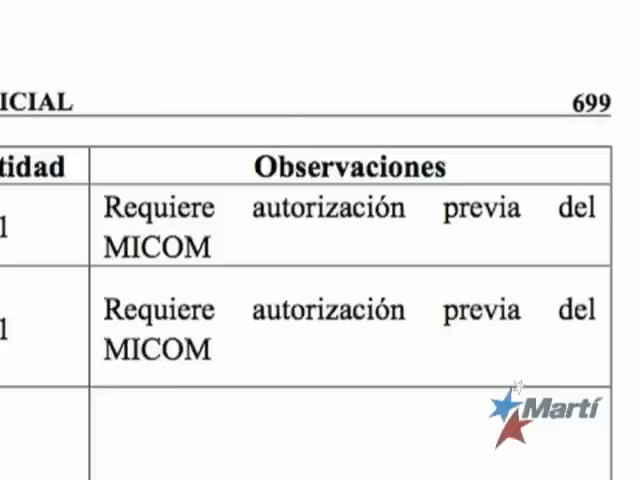 ICIAL 699
tidad Observaciones
1 Requiere autorización previa del
MICOM
1 Requiere autorización previa del
MICOM
Martí